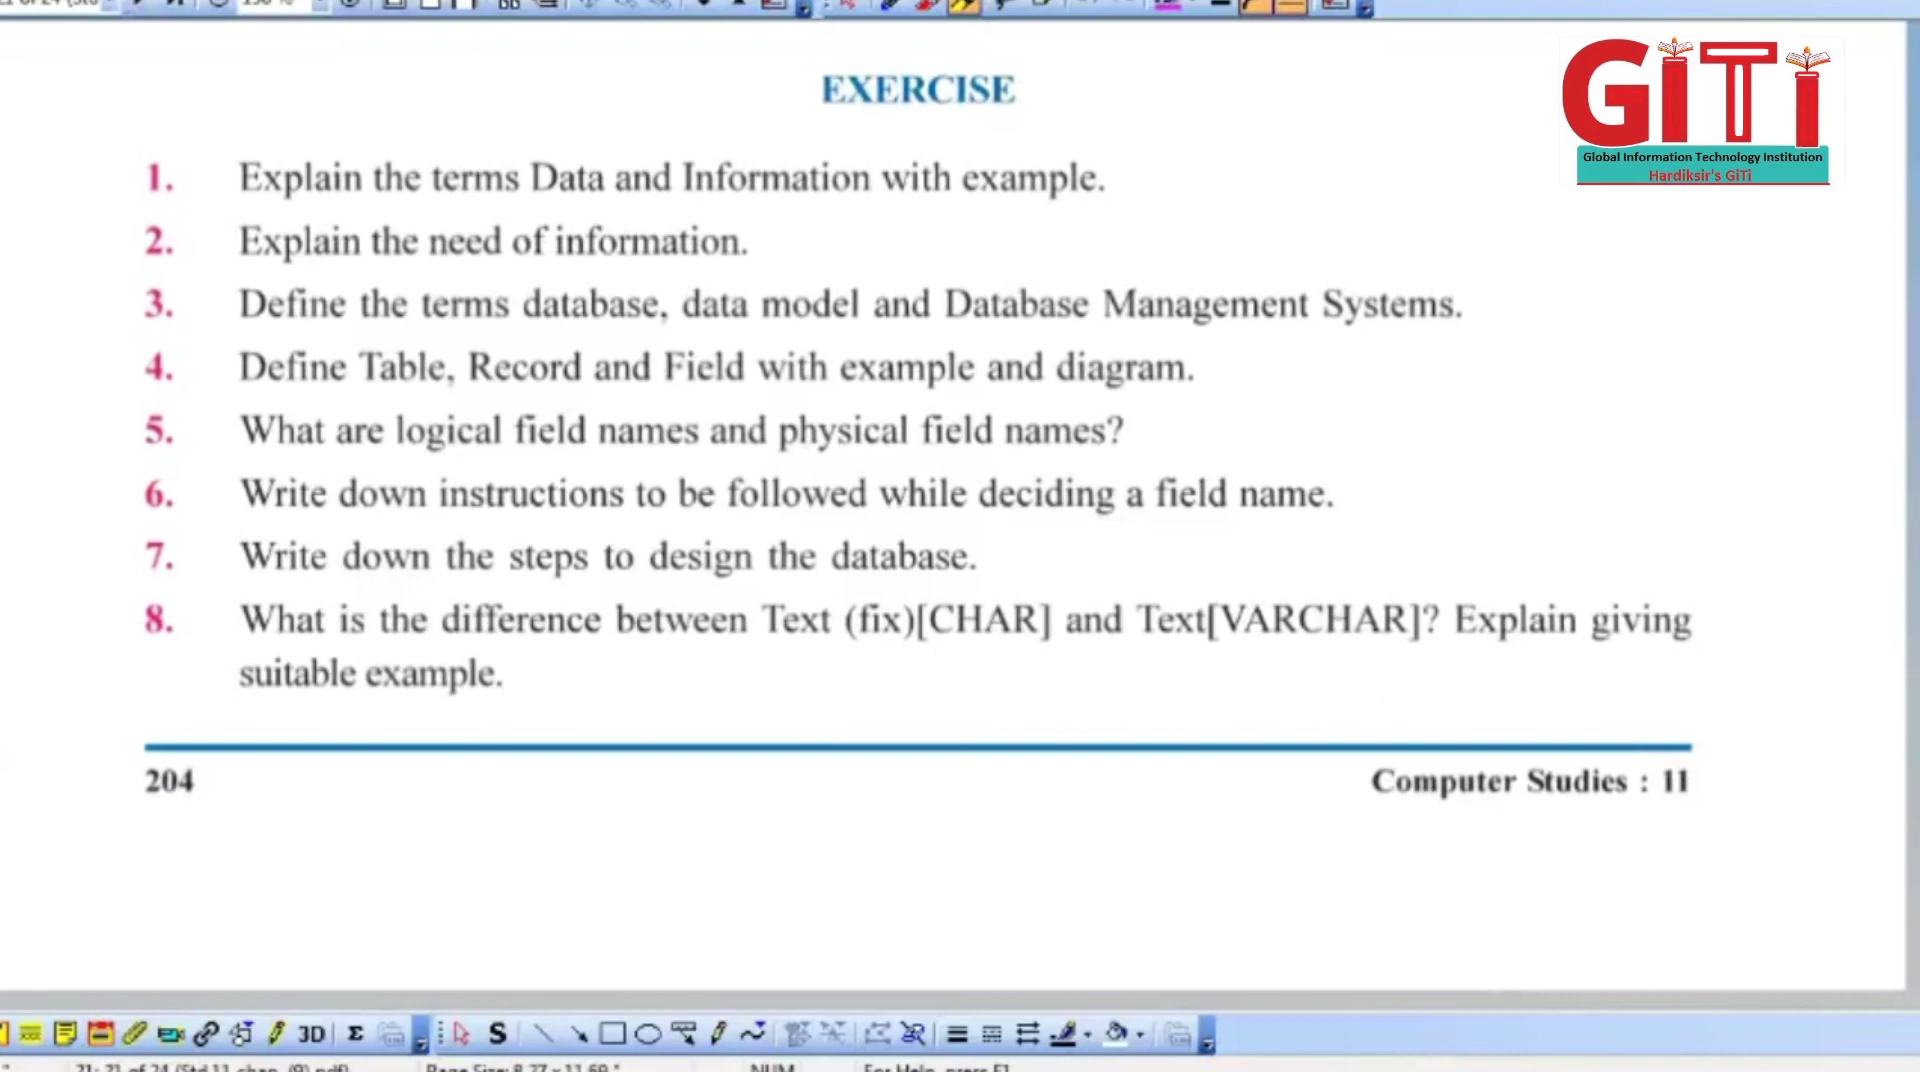 EXERCISE
GiTi
Global Information Technology Institution
Hardiksir's GiTi
1. Explain the terms Data and Information with example.
2. Explain the need of information.
3. Define the terms database, data model and Database Management Systems.
4. Define Table, Record and Field with example and diagram.
5. What are logical field names and physical field names?
6. Write down instructions to be followed while deciding a field name.
7. Write down the steps to design the database.
8. What is the difference between Text (fix)[CHAR] and Text[VARCHAR]? Explain giving
suitable example.
204 Computer Studies : 11
3D Σ S